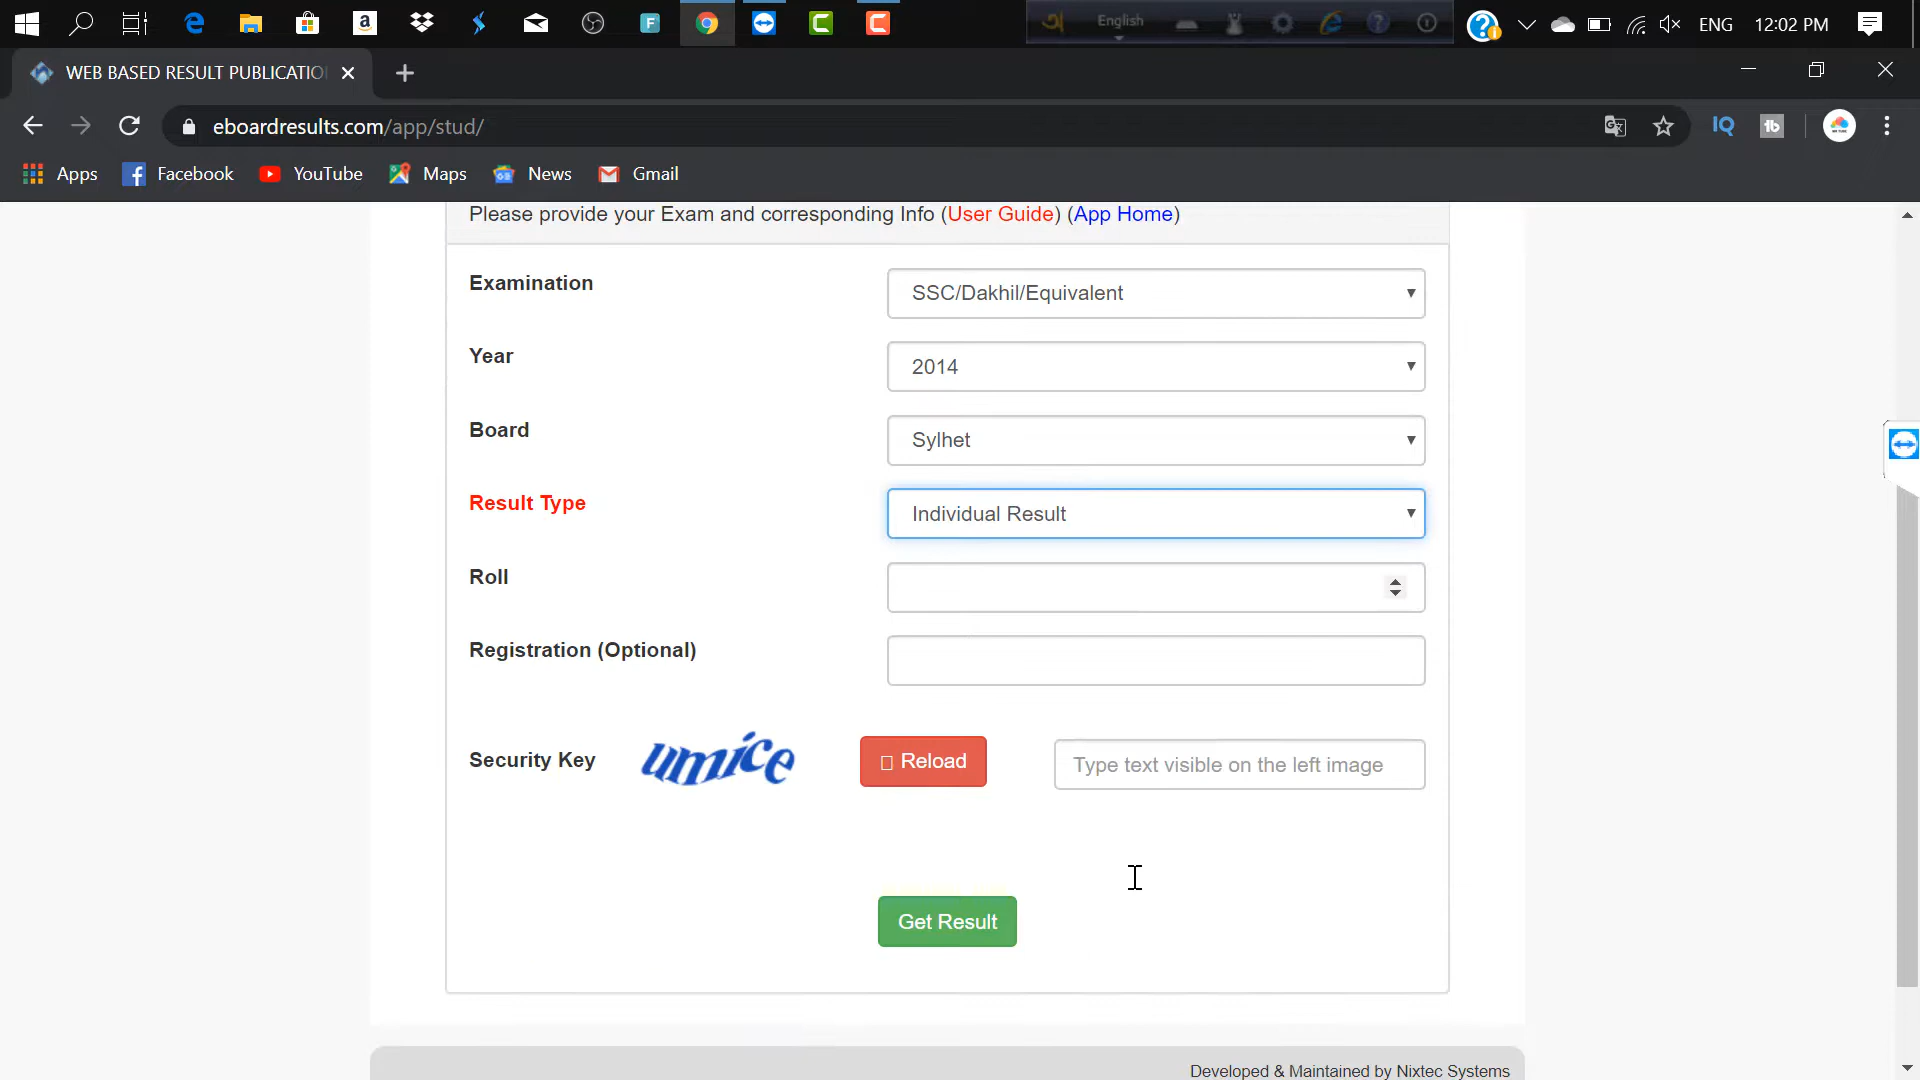 ENG 12:02 PM
English
WEB BASED RESULT PUBLICATIO
eboardresults.com/app/stud/
IQ
tb
Apps Facebook YouTube Maps News Gmail
Please provide your Exam and corresponding Info (User Guide) (App Home)
Examination SSC/Dakhil/Equivalent
Year 2014
Board Sylhet
Result Type Individual Result
Roll
Registration (Optional)
Security Key umice Reload Type text visible on the left image
Get Result
Developed & Maintained by Nixtec Systems